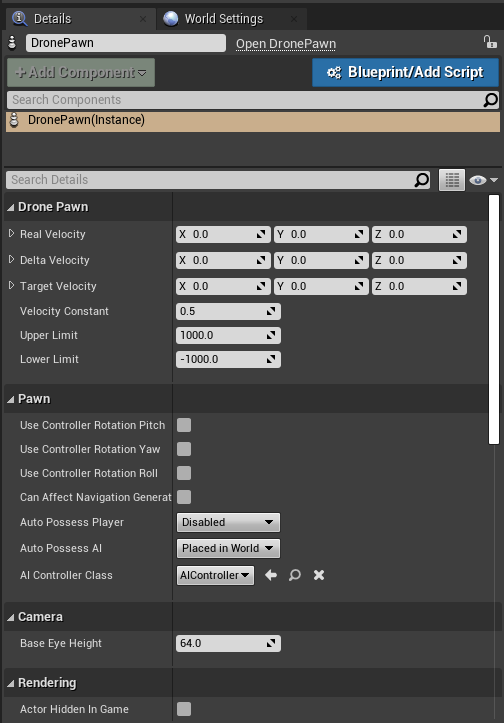 Details
World Settings
DronePawn
Open DronePawn
+Add Component
Blueprint/Add Script
Search Components
DronePawn(Instance)
Search Details
Drone Pawn
Real Velocity X 0.0 Y 0.0 Z 0.0
Delta Velocity X 0.0 Y 0.0 Z 0.0
Target Velocity X 0.0 Y 0.0 Z 0.0
Velocity Constant 0.5
Upper Limit 1000.0
Lower Limit -1000.0
Pawn
Use Controller Rotation Pitch
Use Controller Rotation Yaw
Use Controller Rotation Roll
Can Affect Navigation Generat
Auto Possess Player Disabled
Auto Possess AI Placed in World
AI Controller Class AIController
Camera
Base Eye Height 64.0
Rendering
Actor Hidden In Game